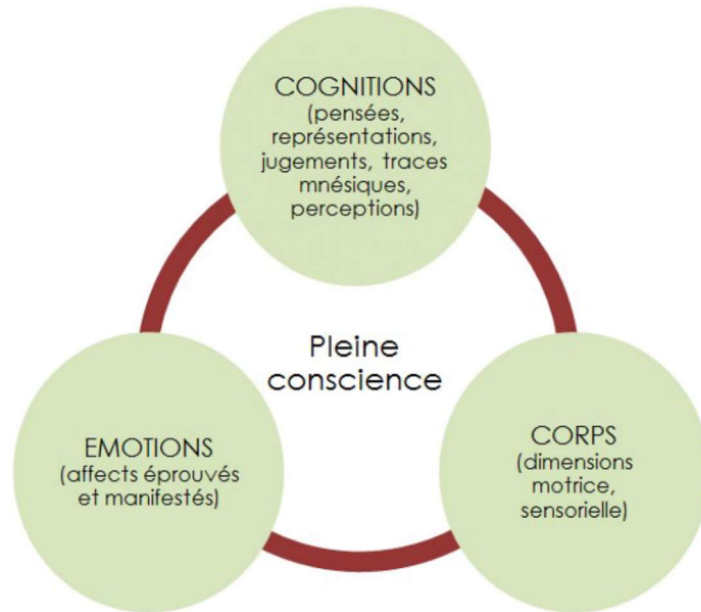 COGNITIONS
(pensées,
représentations,
jugements, traces
mnésiques,
perceptions)
Pleine
conscience
EMOTIONS
(affects éprouvés
et manifestés)
CORPS
(dimensions
motrice,
sensorielle)